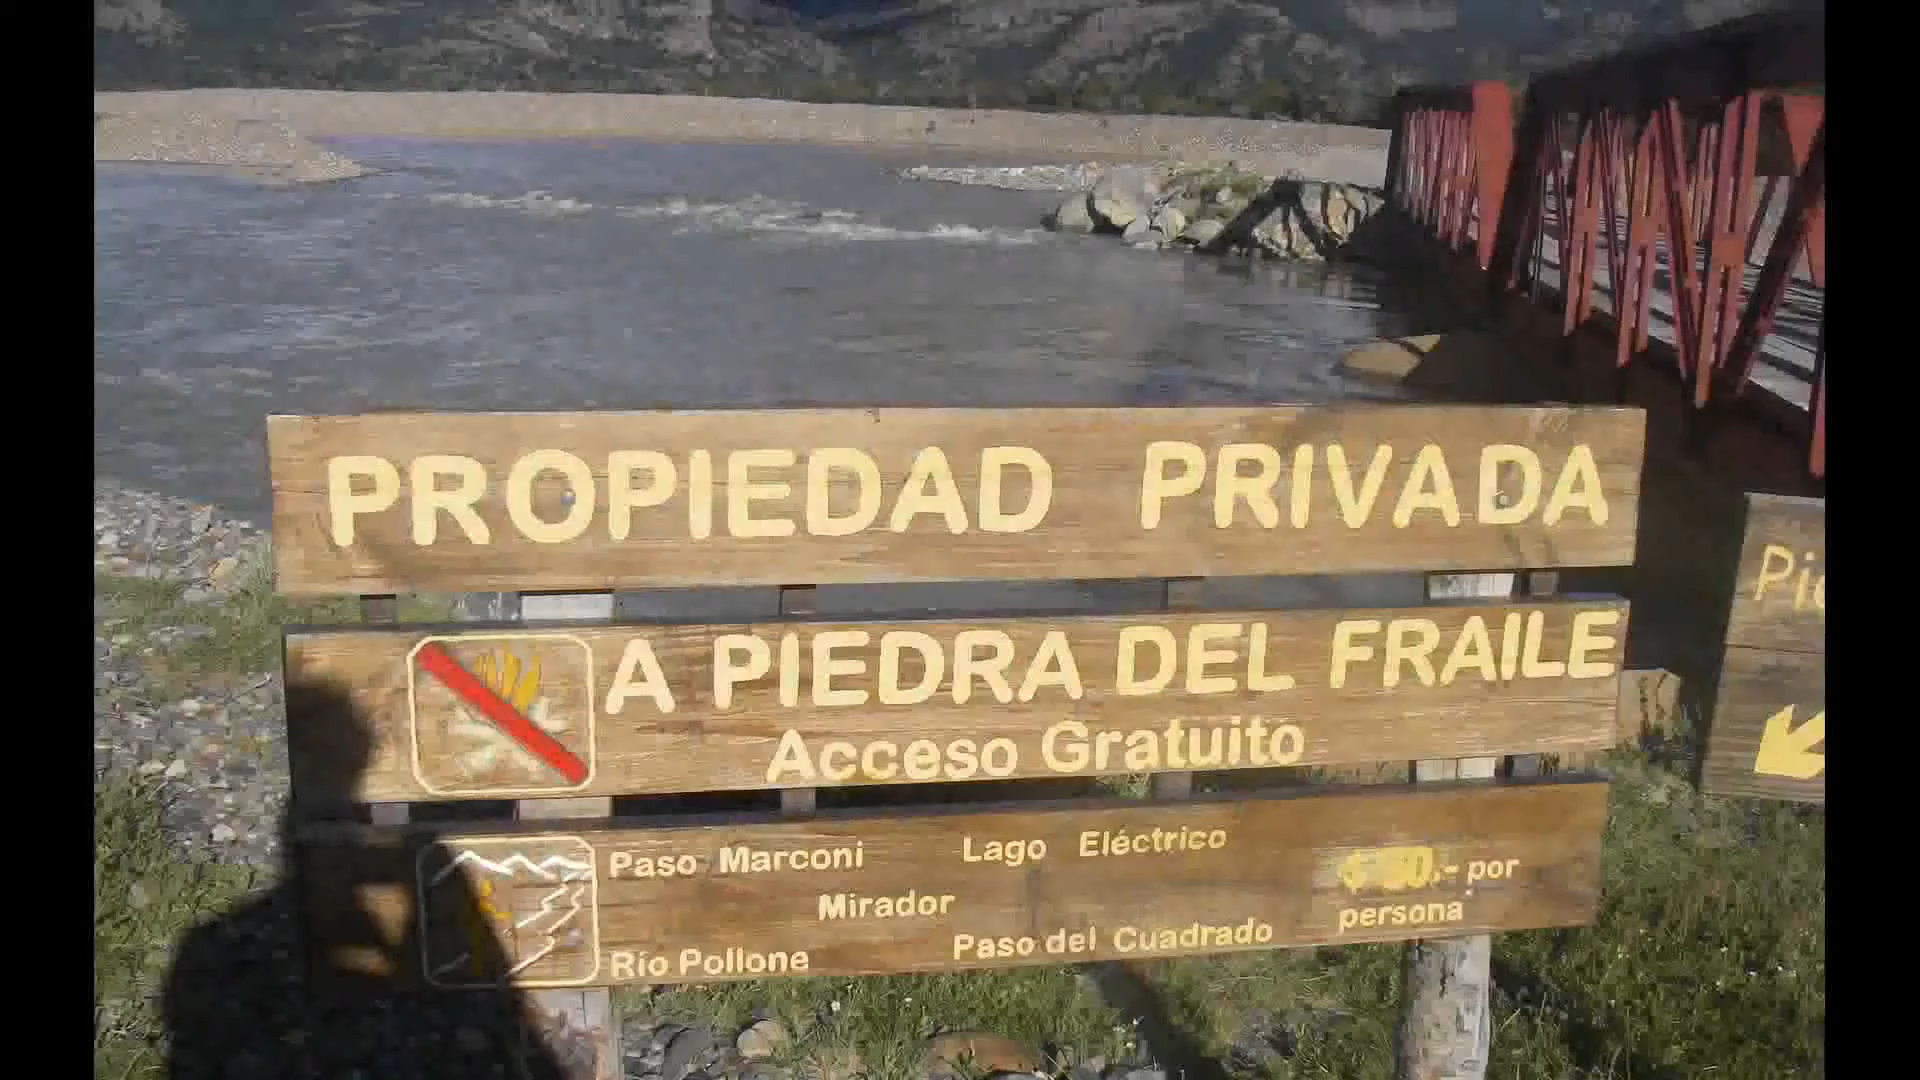 PROPIEDAD PRIVADA
A PIEDRA DEL FRAILE
Acceso Gratuito
Paso Marconi Lago Eléctrico
Mirador
Río Pollone Paso del Cuadrado
.- por
persona